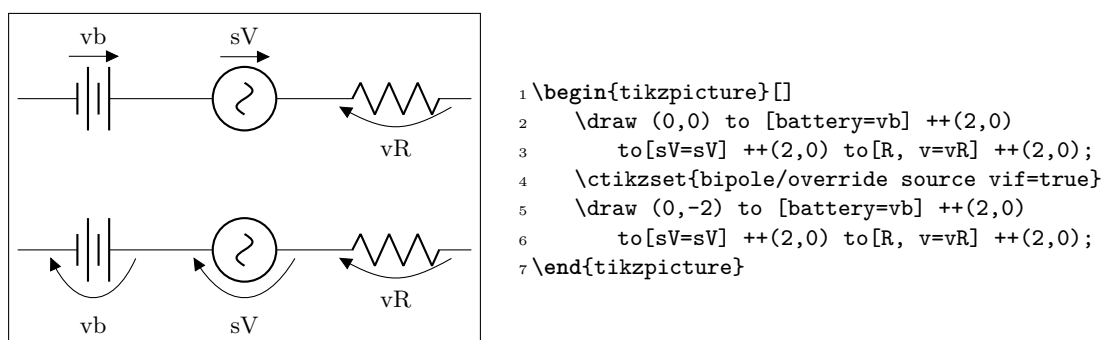 vb sV
vR
vb sV
vR
1 \begin{tikzpicture}[]
2 \draw (0,0) to [battery=vb] ++(2,0)
3 to[sV=sV] ++(2,0) to[R, v=vR] ++(2,0);
4 \ctikzset{bipole/override source vif=true}
5 \draw (0,-2) to [battery=vb] ++(2,0)
6 to[sV=sV] ++(2,0) to[R, v=vR] ++(2,0);
7 \end{tikzpicture}